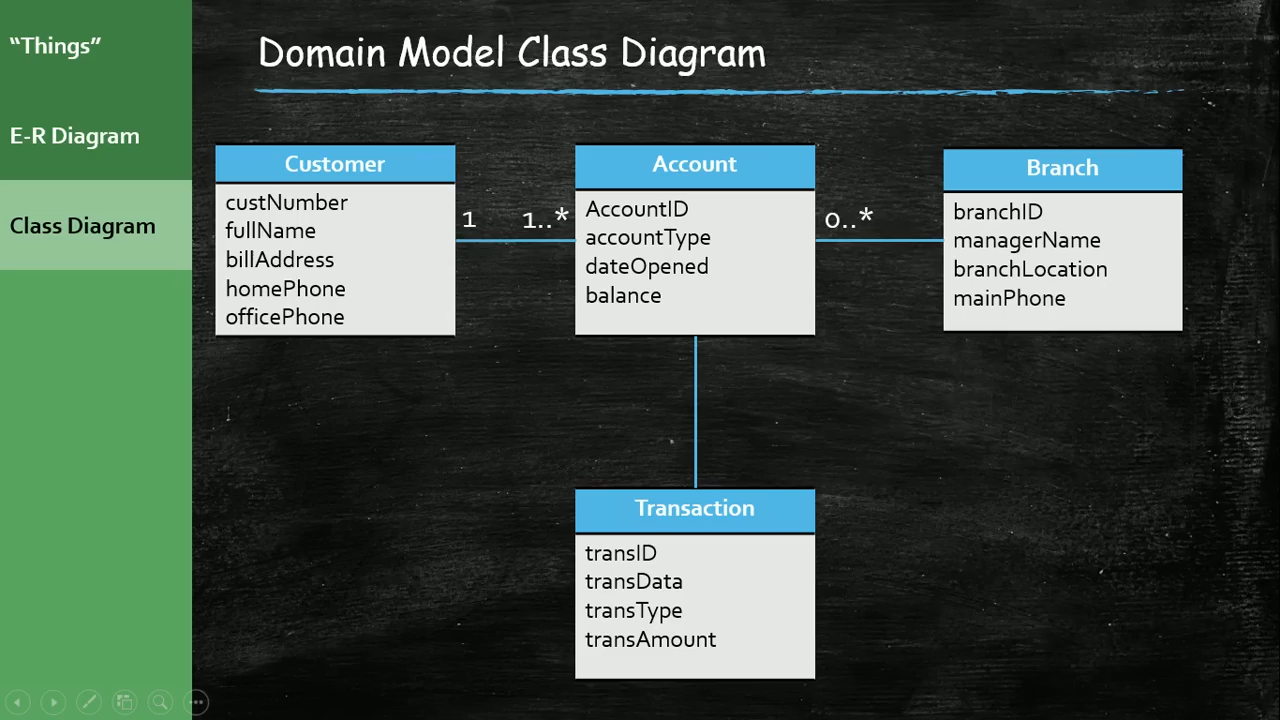 “Things”
E-R Diagram
Class Diagram
Domain Model Class Diagram
Customer
custNumber
fullName
billAddress
homePhone
officePhone
1
1..*
Account
AccountID
accountType
dateOpened
balance
0..*
Branch
branchID
managerName
branchLocation
mainPhone
Transaction
transID
transData
transType
transAmount